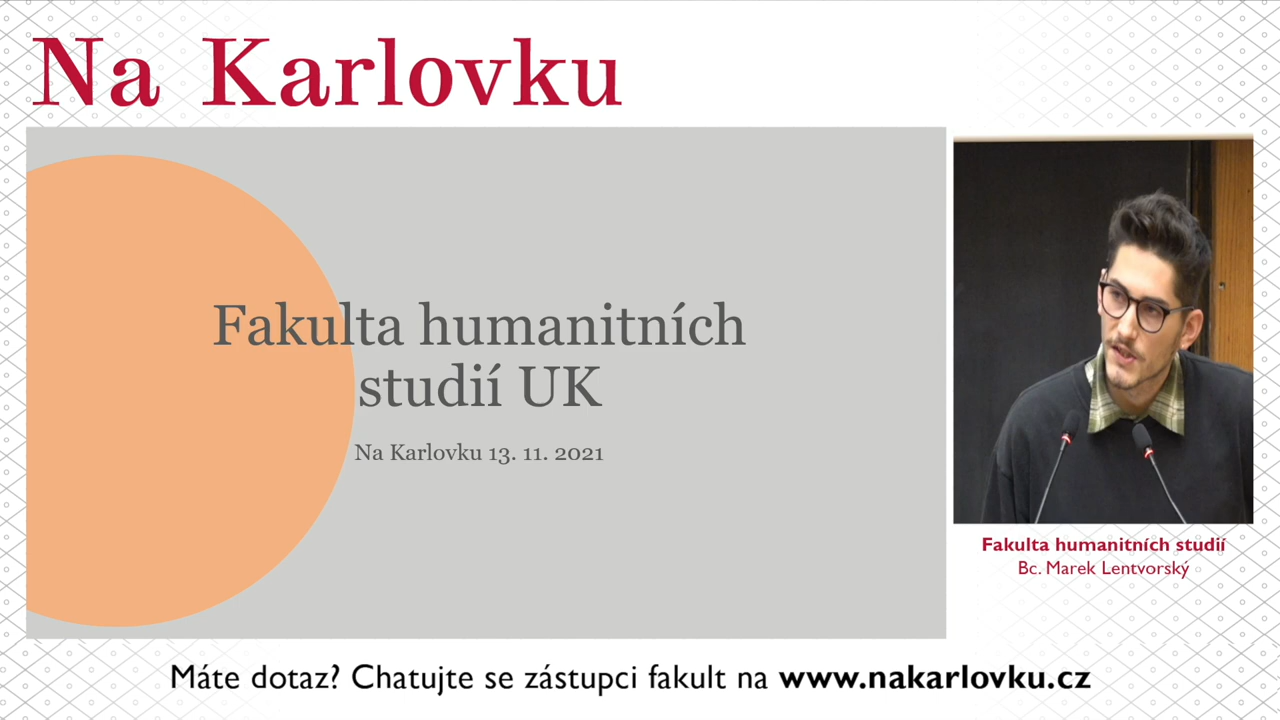 Na Karlovku
Fakulta humanitních
studií UK
Na Karlovku 13. 11. 2021
Fakulta humanitních studií
Bc. Marek Lentvorský
Máte dotaz? Chatujte se zástupci fakult na www.nakarlovku.cz